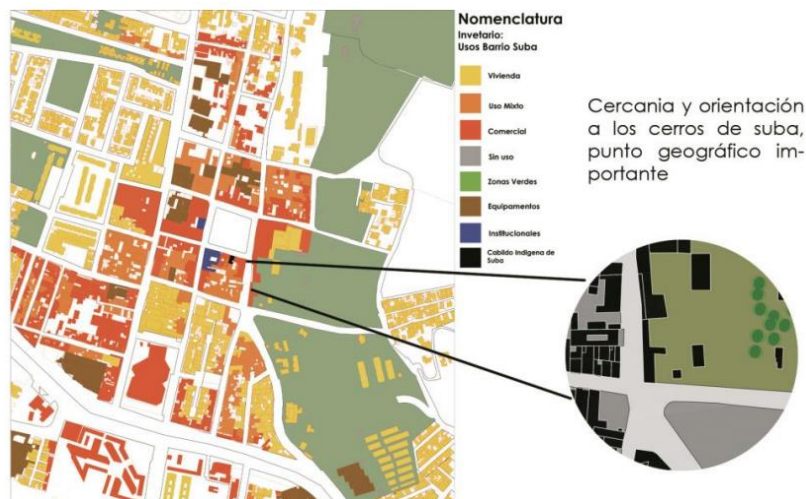 Nomenclatura
Invetario:
Usos Barrio Suba
Vivienda
Uso Mixto
Comercial
Sin uso
Zonas Verdes
Equipamentos
Institucionales
Cabildo Indigena de
Suba
Cercania y orientación
a los cerros de suba,
punto geográfico im-
portante